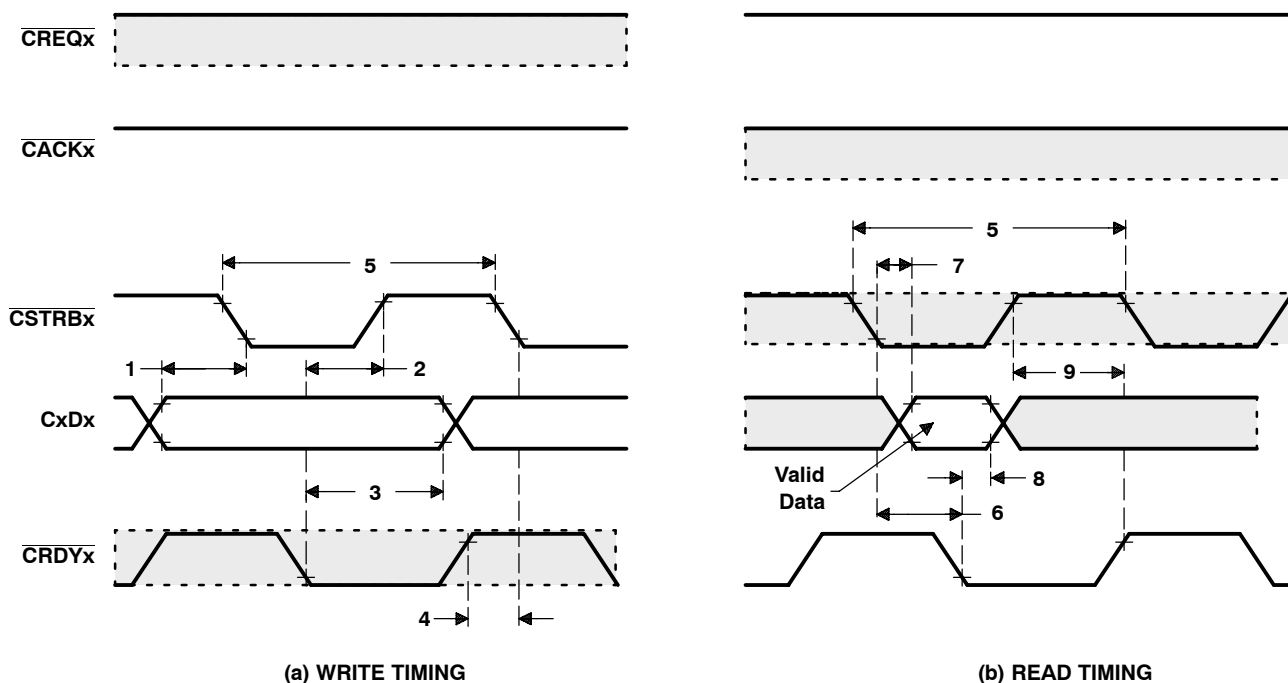 CREQx
CACKx
5
5
7
CSTRBx
1
2
9
CxDx
Valid
Data
3
8
6
CRDYx
4
(a) WRITE TIMING
(b) READ TIMING